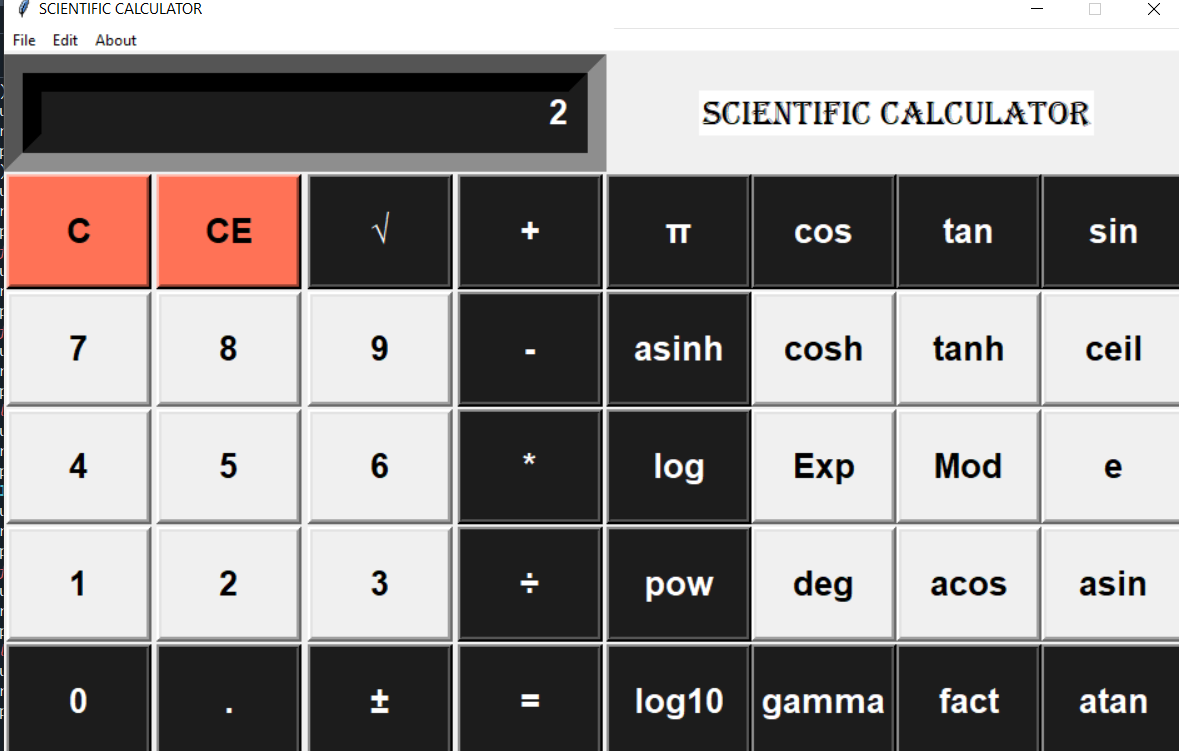 SCIENTIFIC CALCULATOR
File Edit About
2
SCIENTIFIC CALCULATOR
C CE √ + π cos tan sin
7 8 9 - asinh cosh tanh ceil
4 5 6 * log Exp Mod e
1 2 3 ÷ pow deg acos asin
0 . ± = log10 gamma fact atan